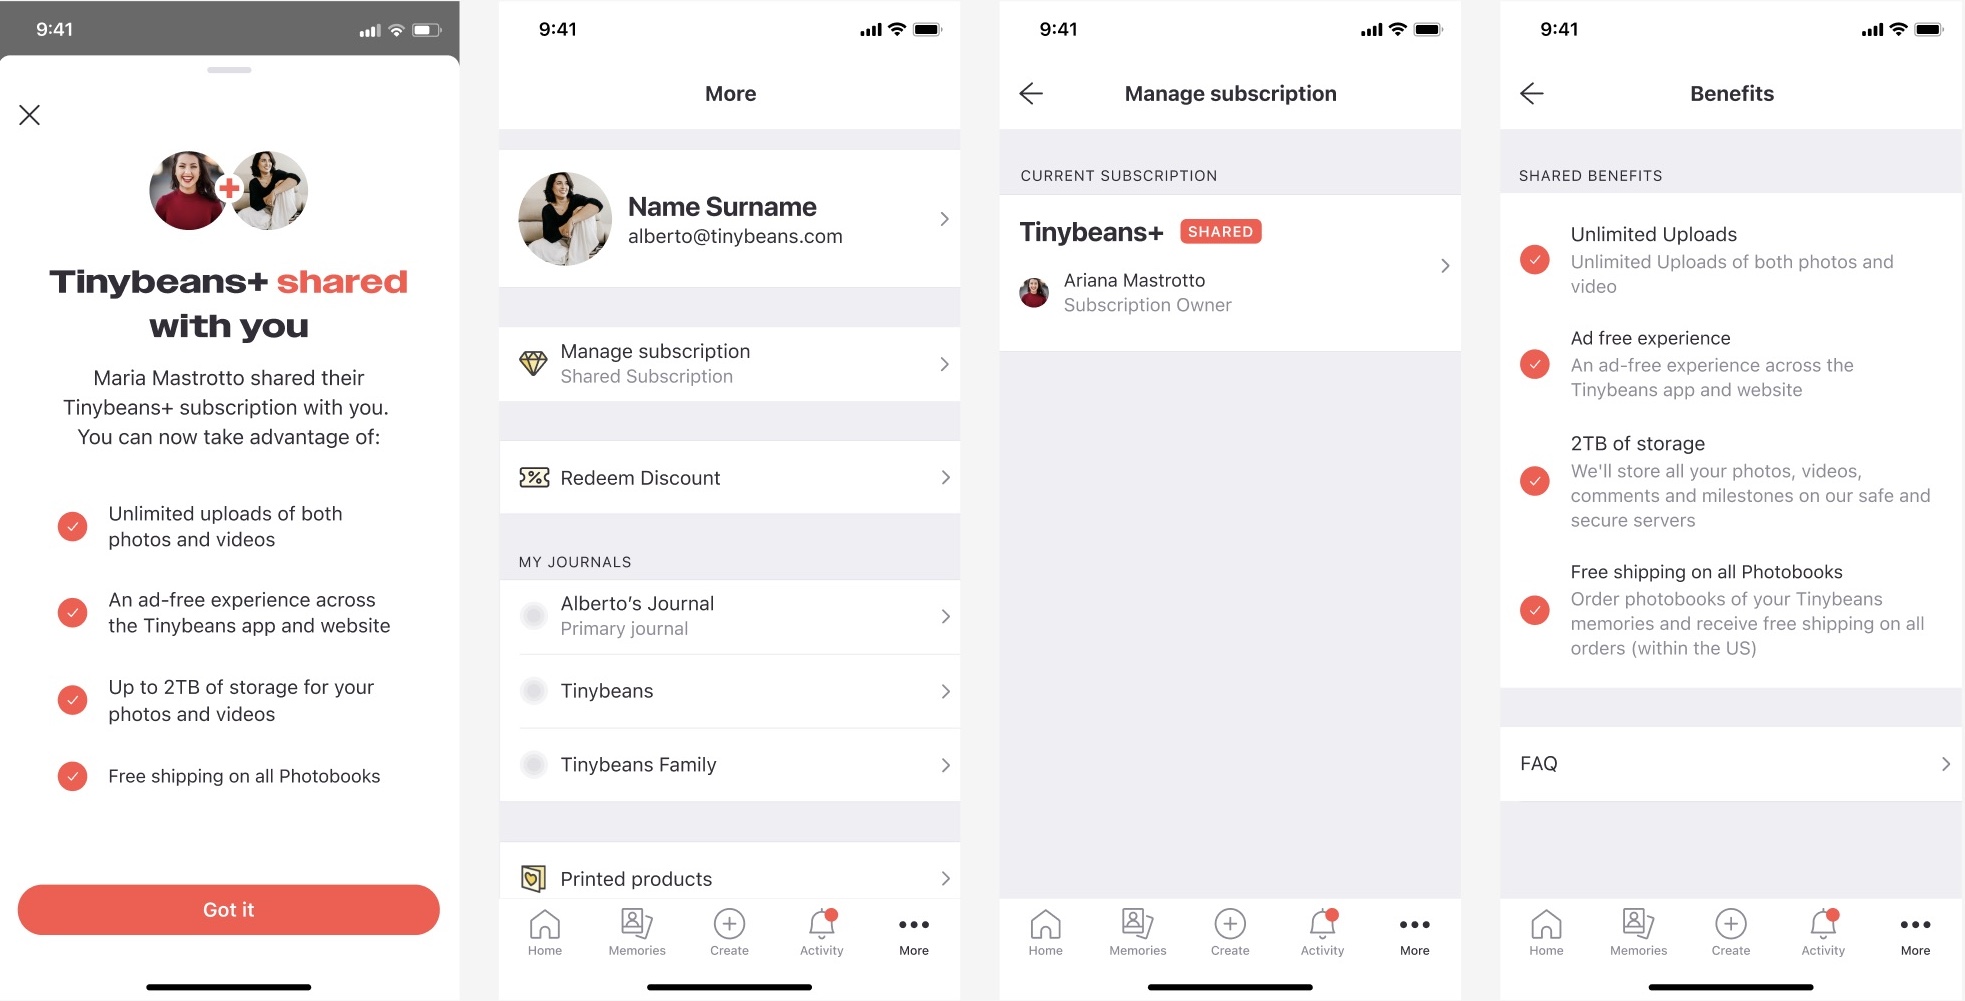 9:41
Tinybeans+ shared
with you
Maria Mastrotto shared their
Tinybeans+ subscription with you.
You can now take advantage of:
Unlimited uploads of both
photos and videos
An ad-free experience across
the Tinybeans app and website
Up to 2TB of storage for your
photos and videos
Free shipping on all Photobooks
Got it
9:41
More
Name Surname
alberto@tinybeans.com
Manage subscription
Shared Subscription
Redeem Discount
MY JOURNALS
Alberto’s Journal
Primary journal
Tinybeans
Tinybeans Family
Printed products
Home
Memories
Create
Activity
More
9:41
Manage subscription
CURRENT SUBSCRIPTION
Tinybeans+ SHARED
Ariana Mastrotto
Subscription Owner
Home
Memories
Create
Activity
More
9:41
Benefits
SHARED BENEFITS
Unlimited Uploads
Unlimited Uploads of both photos and
video
Ad free experience
An ad-free experience across the
Tinybeans app and website
2TB of storage
We'll store all your photos, videos,
comments and milestones on our safe and
secure servers
Free shipping on all Photobooks
Order photobooks of your Tinybeans
memories and receive free shipping on all
orders (within the US)
FAQ
Home
Memories
Create
Activity
More